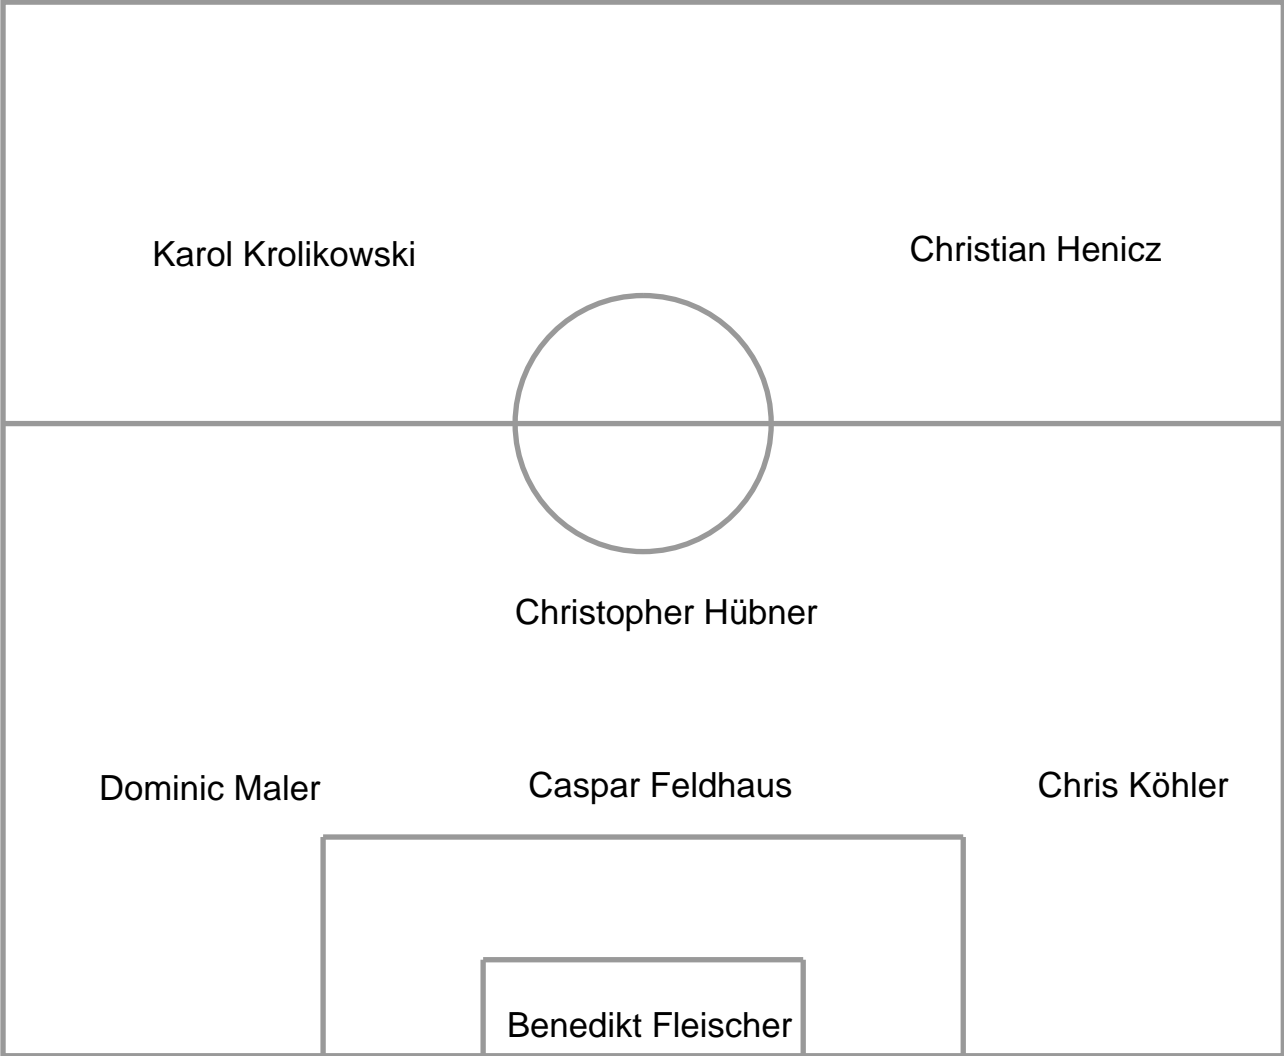 Karol Krolikowski
Christian Henicz
Christopher Hübner
Dominic Maler
Caspar Feldhaus
Chris Köhler
Benedikt Fleischer